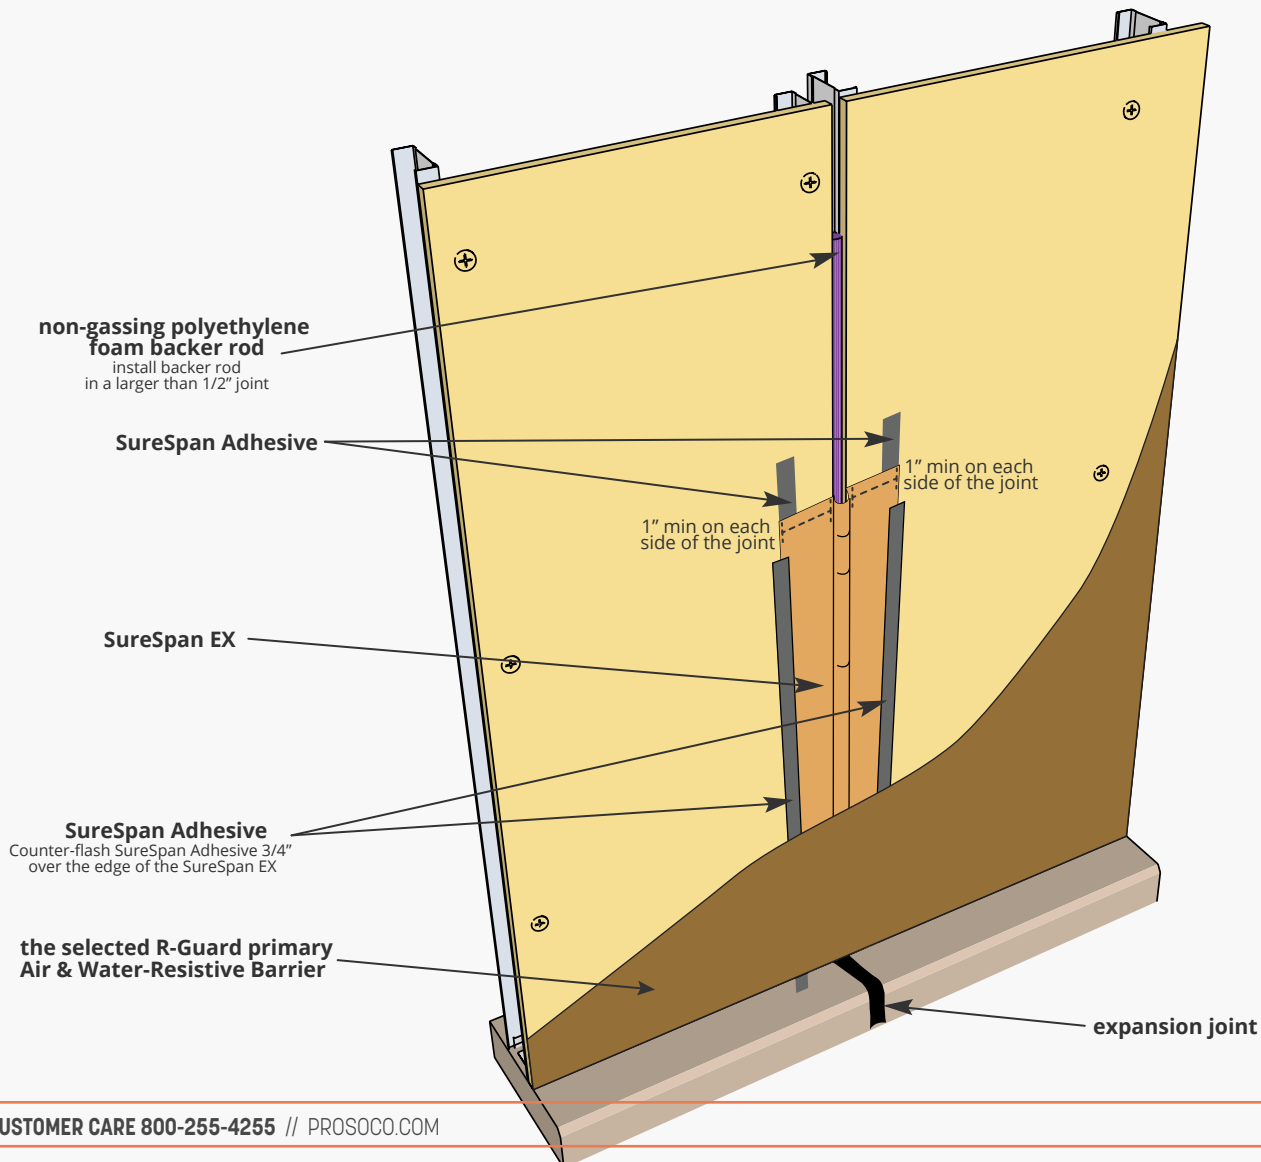 non-gassing polyethylene
foam backer rod
install backer rod
in a larger than 1/2” joint
SureSpan Adhesive
1” min on each
side of the joint
1” min on each
side of the joint
SureSpan EX
SureSpan Adhesive
Counter-flash SureSpan Adhesive 3/4”
over the edge of the SureSpan EX
the selected R-Guard primary
Air & Water-Resistive Barrier
expansion joint
USTOMER CARE 800-255-4255 // PROSOCO.COM